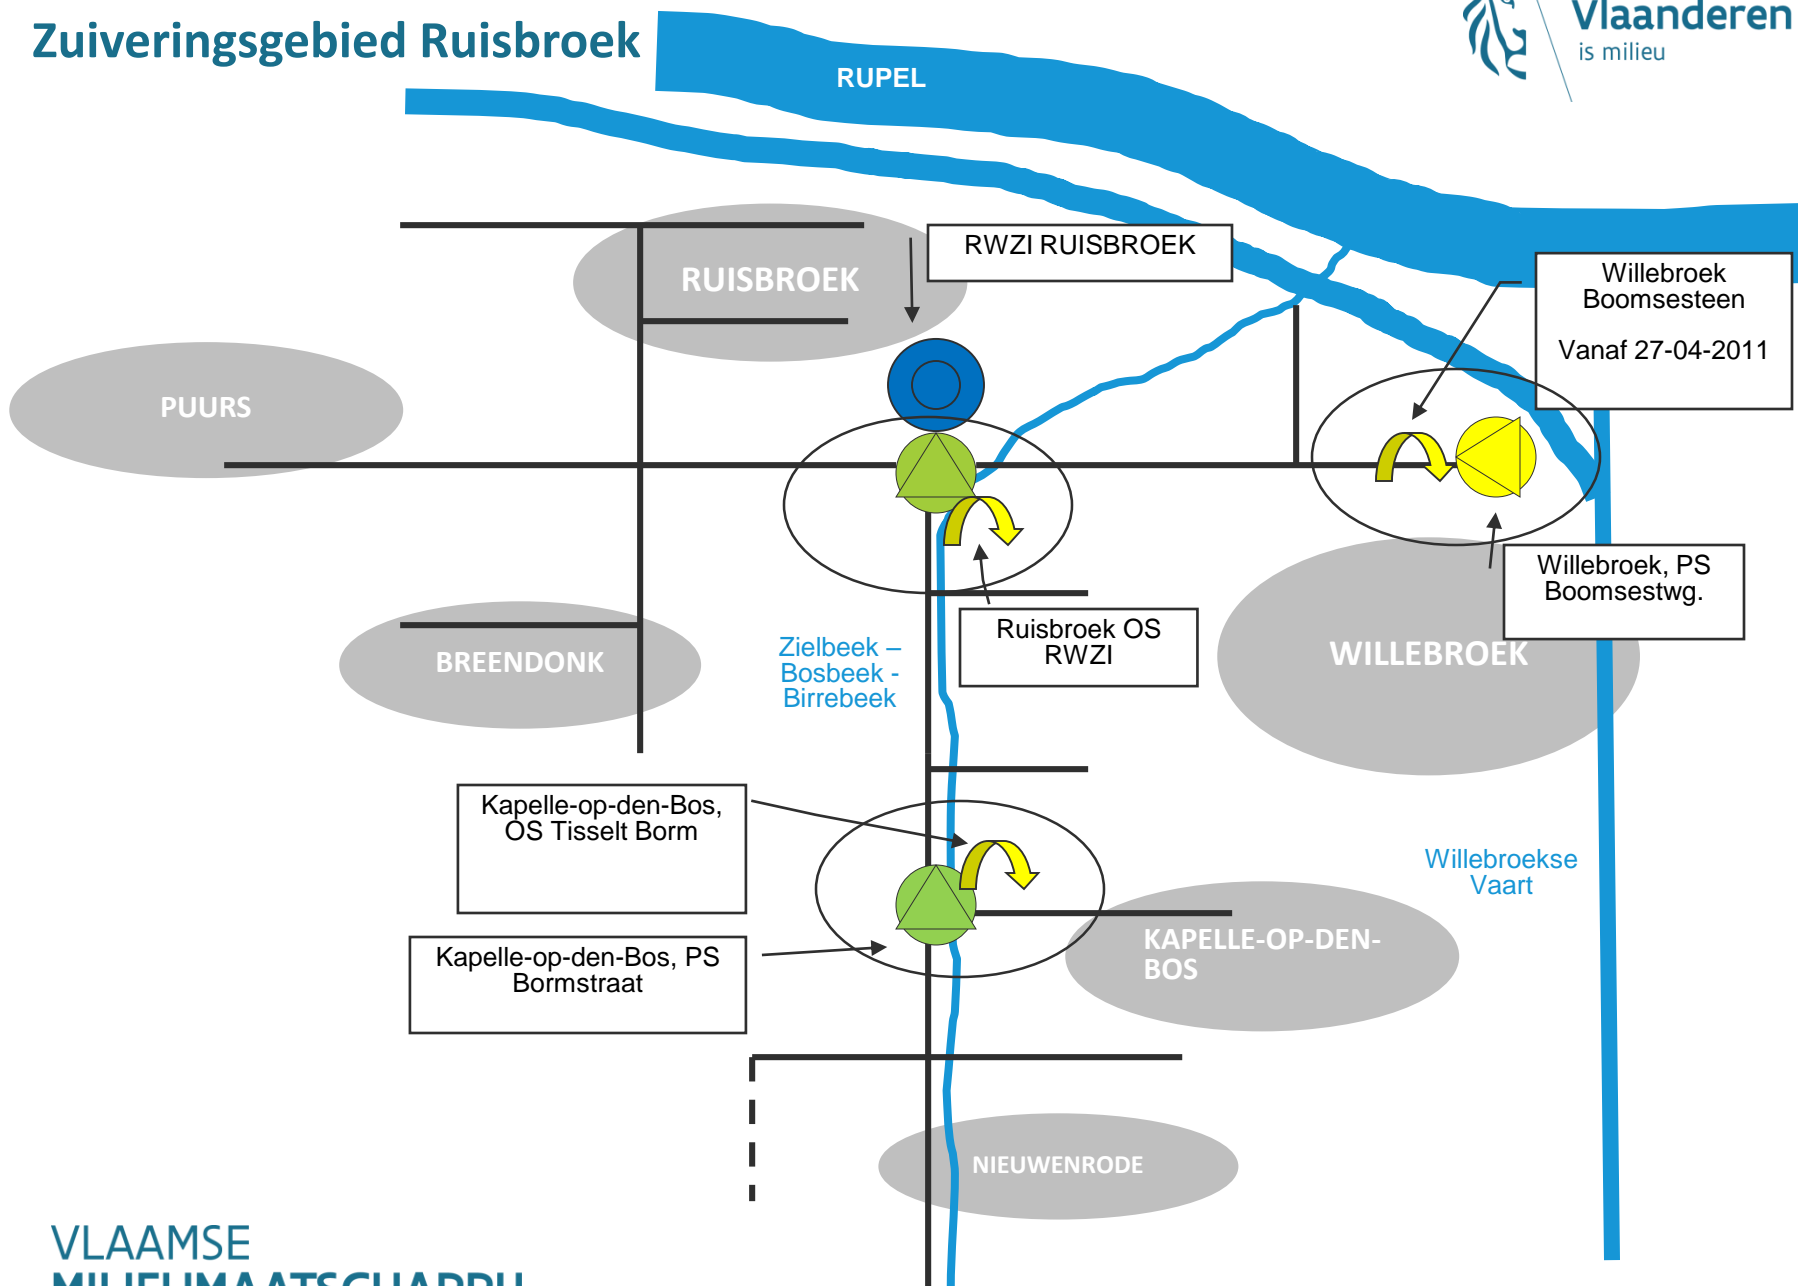 Zuiveringsgebied Ruisbroek
Vlaanderen
is milieu
RUPEL
RWZI RUISBROEK
RUISBROEK
Willebroek
Boomsesteen
Vanaf 27-04-2011
PUURS
Willebroek, PS
Boomsestwg.
Ruisbroek OS
RWZI
Zielbeek –
Bosbeek -
Birrebeek
BREENDONK
WILLEBROEK
Kapelle-op-den-Bos,
OS Tisselt Borm
Willebroekse
Vaart
Kapelle-op-den-Bos, PS
Bormstraat
KAPELLE-OP-DEN-
BOS
NIEUWENRODE
VLAAMSE
MILIEUMAATSCHAPPIJ